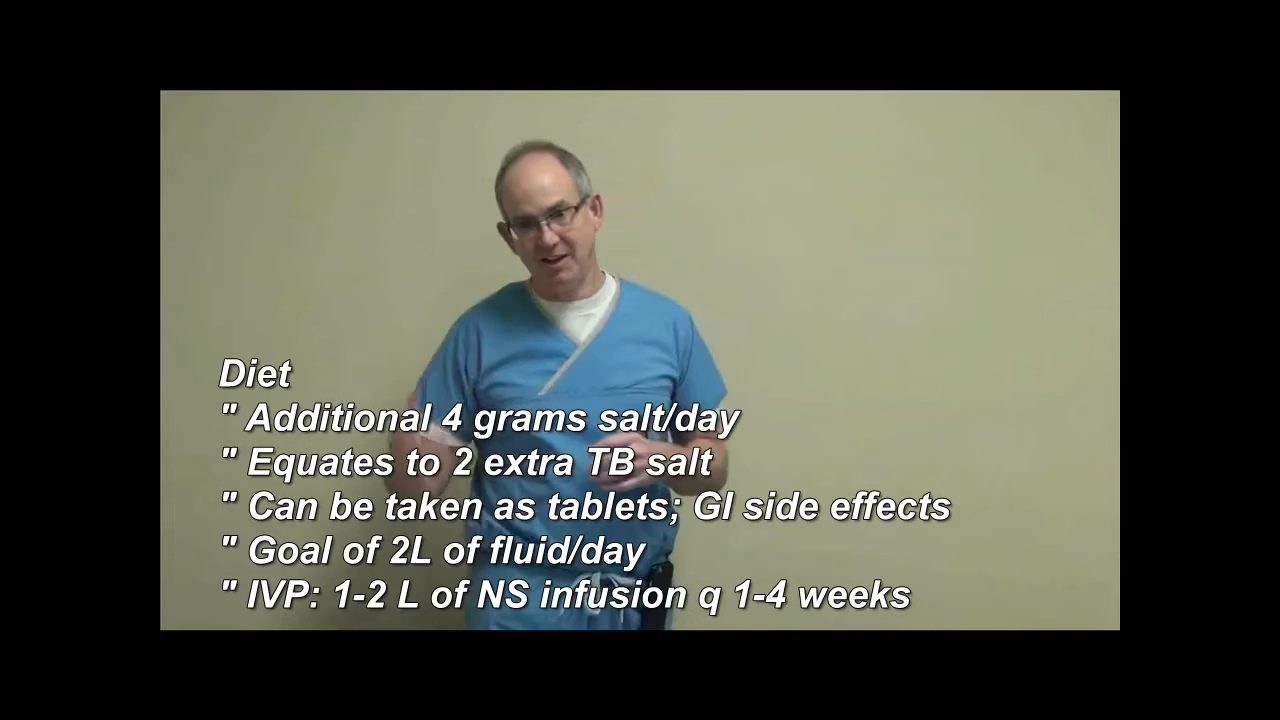 Diet
" Additional 4 grams salt/day
" Equates to 2 extra TB salt
" Can be taken as tablets; GI side effects
" Goal of 2L of fluid/day
" IVP: 1-2 L of NS infusion q 1-4 weeks